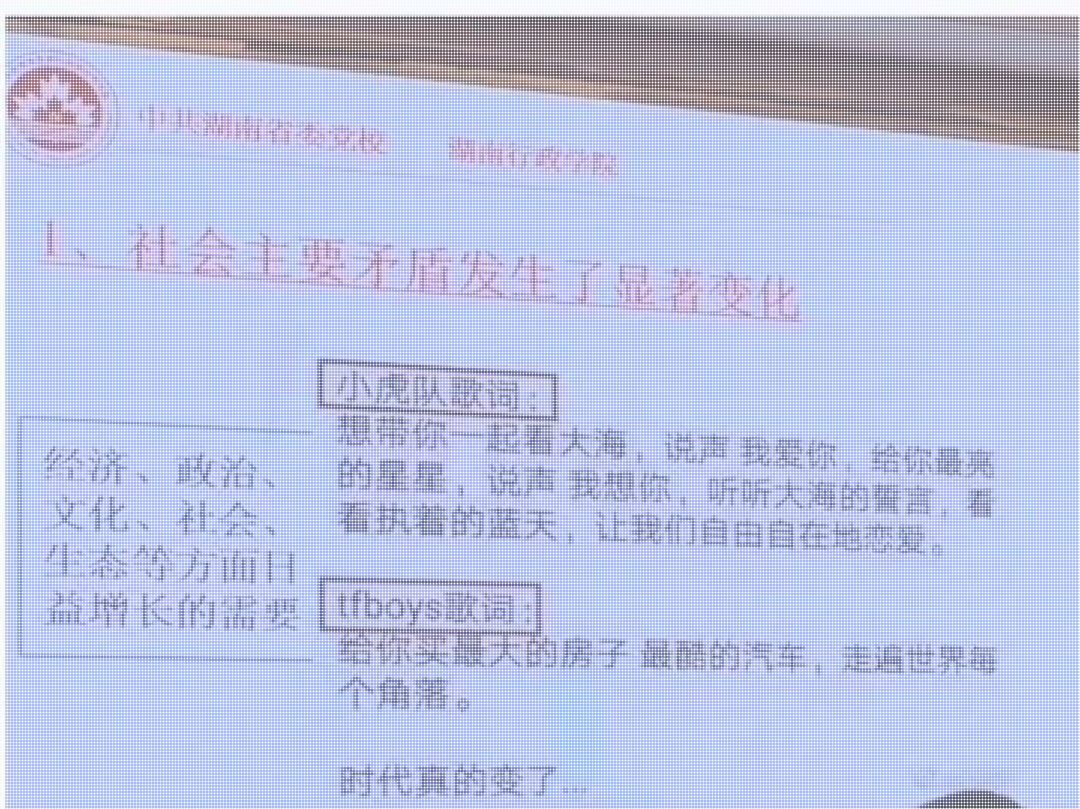 中共湖南省委党校 湖南行政学院
1、社会主要矛盾发生了显著变化
经济、政治、
文化、社会、
生态等方面日
益增长的需要
小虎队歌词：
想带你一起看大海，说声 我爱你，给你最亮
的星星，说声 我想你，听听大海的誓言，看
看执着的蓝天，让我们自由自在地恋爱。
tfboys歌词：
给你买最大的房子 最酷的汽车，走遍世界每
个角落。
时代真的变了...